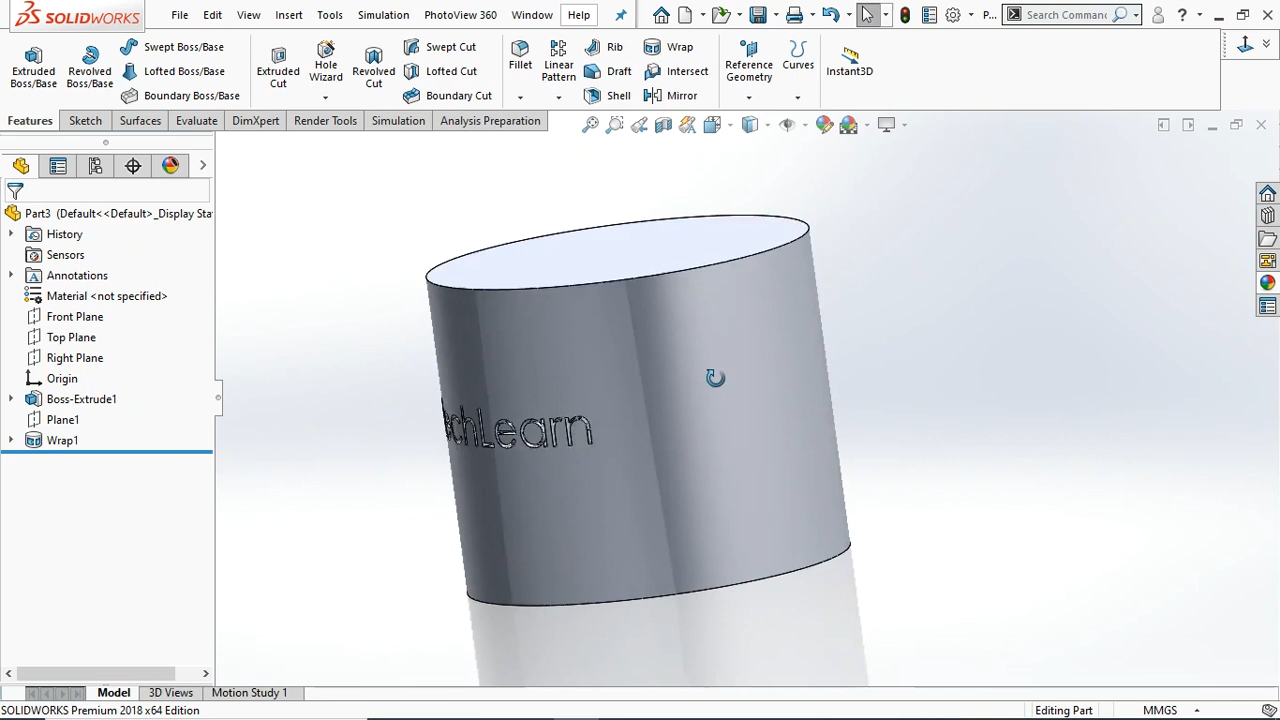 SOLIDWORKS File Edit View Insert Tools Simulation PhotoView 360 Window Help P... Search Command
Extruded Boss/Base
Revolved Boss/Base
Swept Boss/Base
Lofted Boss/Base
Boundary Boss/Base
Extruded Cut
Hole Wizard
Revolved Cut
Swept Cut
Lofted Cut
Boundary Cut
Fillet
Linear Pattern
Rib
Draft
Shell
Wrap
Intersect
Mirror
Reference Geometry
Curves
Instant3D
Features Sketch Surfaces Evaluate DimXpert Render Tools Simulation Analysis Preparation
Part3 (Default<<Default>_Display Sta
History
Sensors
Annotations
Material <not specified>
Front Plane
Top Plane
Right Plane
Origin
Boss-Extrude1
Plane1
Wrap1
chLearn
Model 3D Views Motion Study 1
SOLIDWORKS Premium 2018 x64 Edition Editing Part MMGS